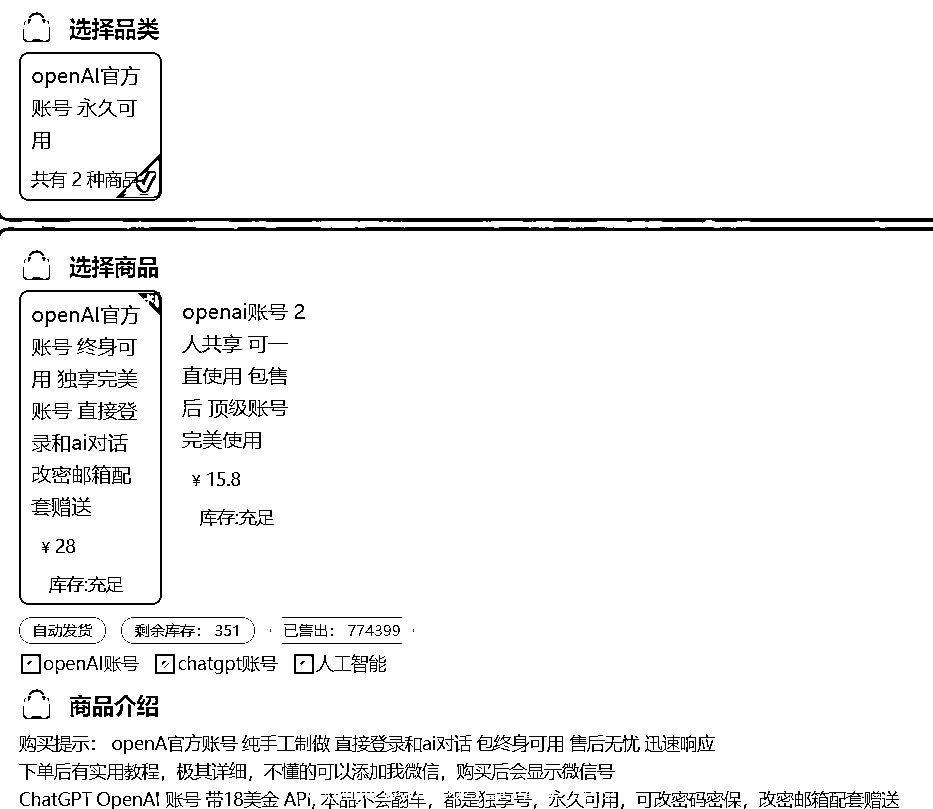 选择品类
openAI官方
账号 永久可
用
共有 2 种商品
选择商品
openAI官方
账号 终身可
用 独享完美
账号 直接登
录和ai对话
改密邮箱配
套赠送
¥ 28
库存:充足
openai账号 2
人共享 可一
直使用 包售
后 顶级账号
完美使用
¥ 15.8
库存:充足
自动发货 剩余库存： 351 已售出： 774399
openAI账号 chatgpt账号 人工智能
商品介绍
购买提示： openA官方账号 纯手工制做 直接登录和ai对话 包终身可用 售后无忧 迅速响应
下单后有实用教程，极其详细，不懂的可以添加我微信，购买后会显示微信号
ChatGPT OpenAI 账号 带18美金 APi, 本品不会翻车，都是独享号，永久可用，可改密码密保，改密邮箱配套赠送